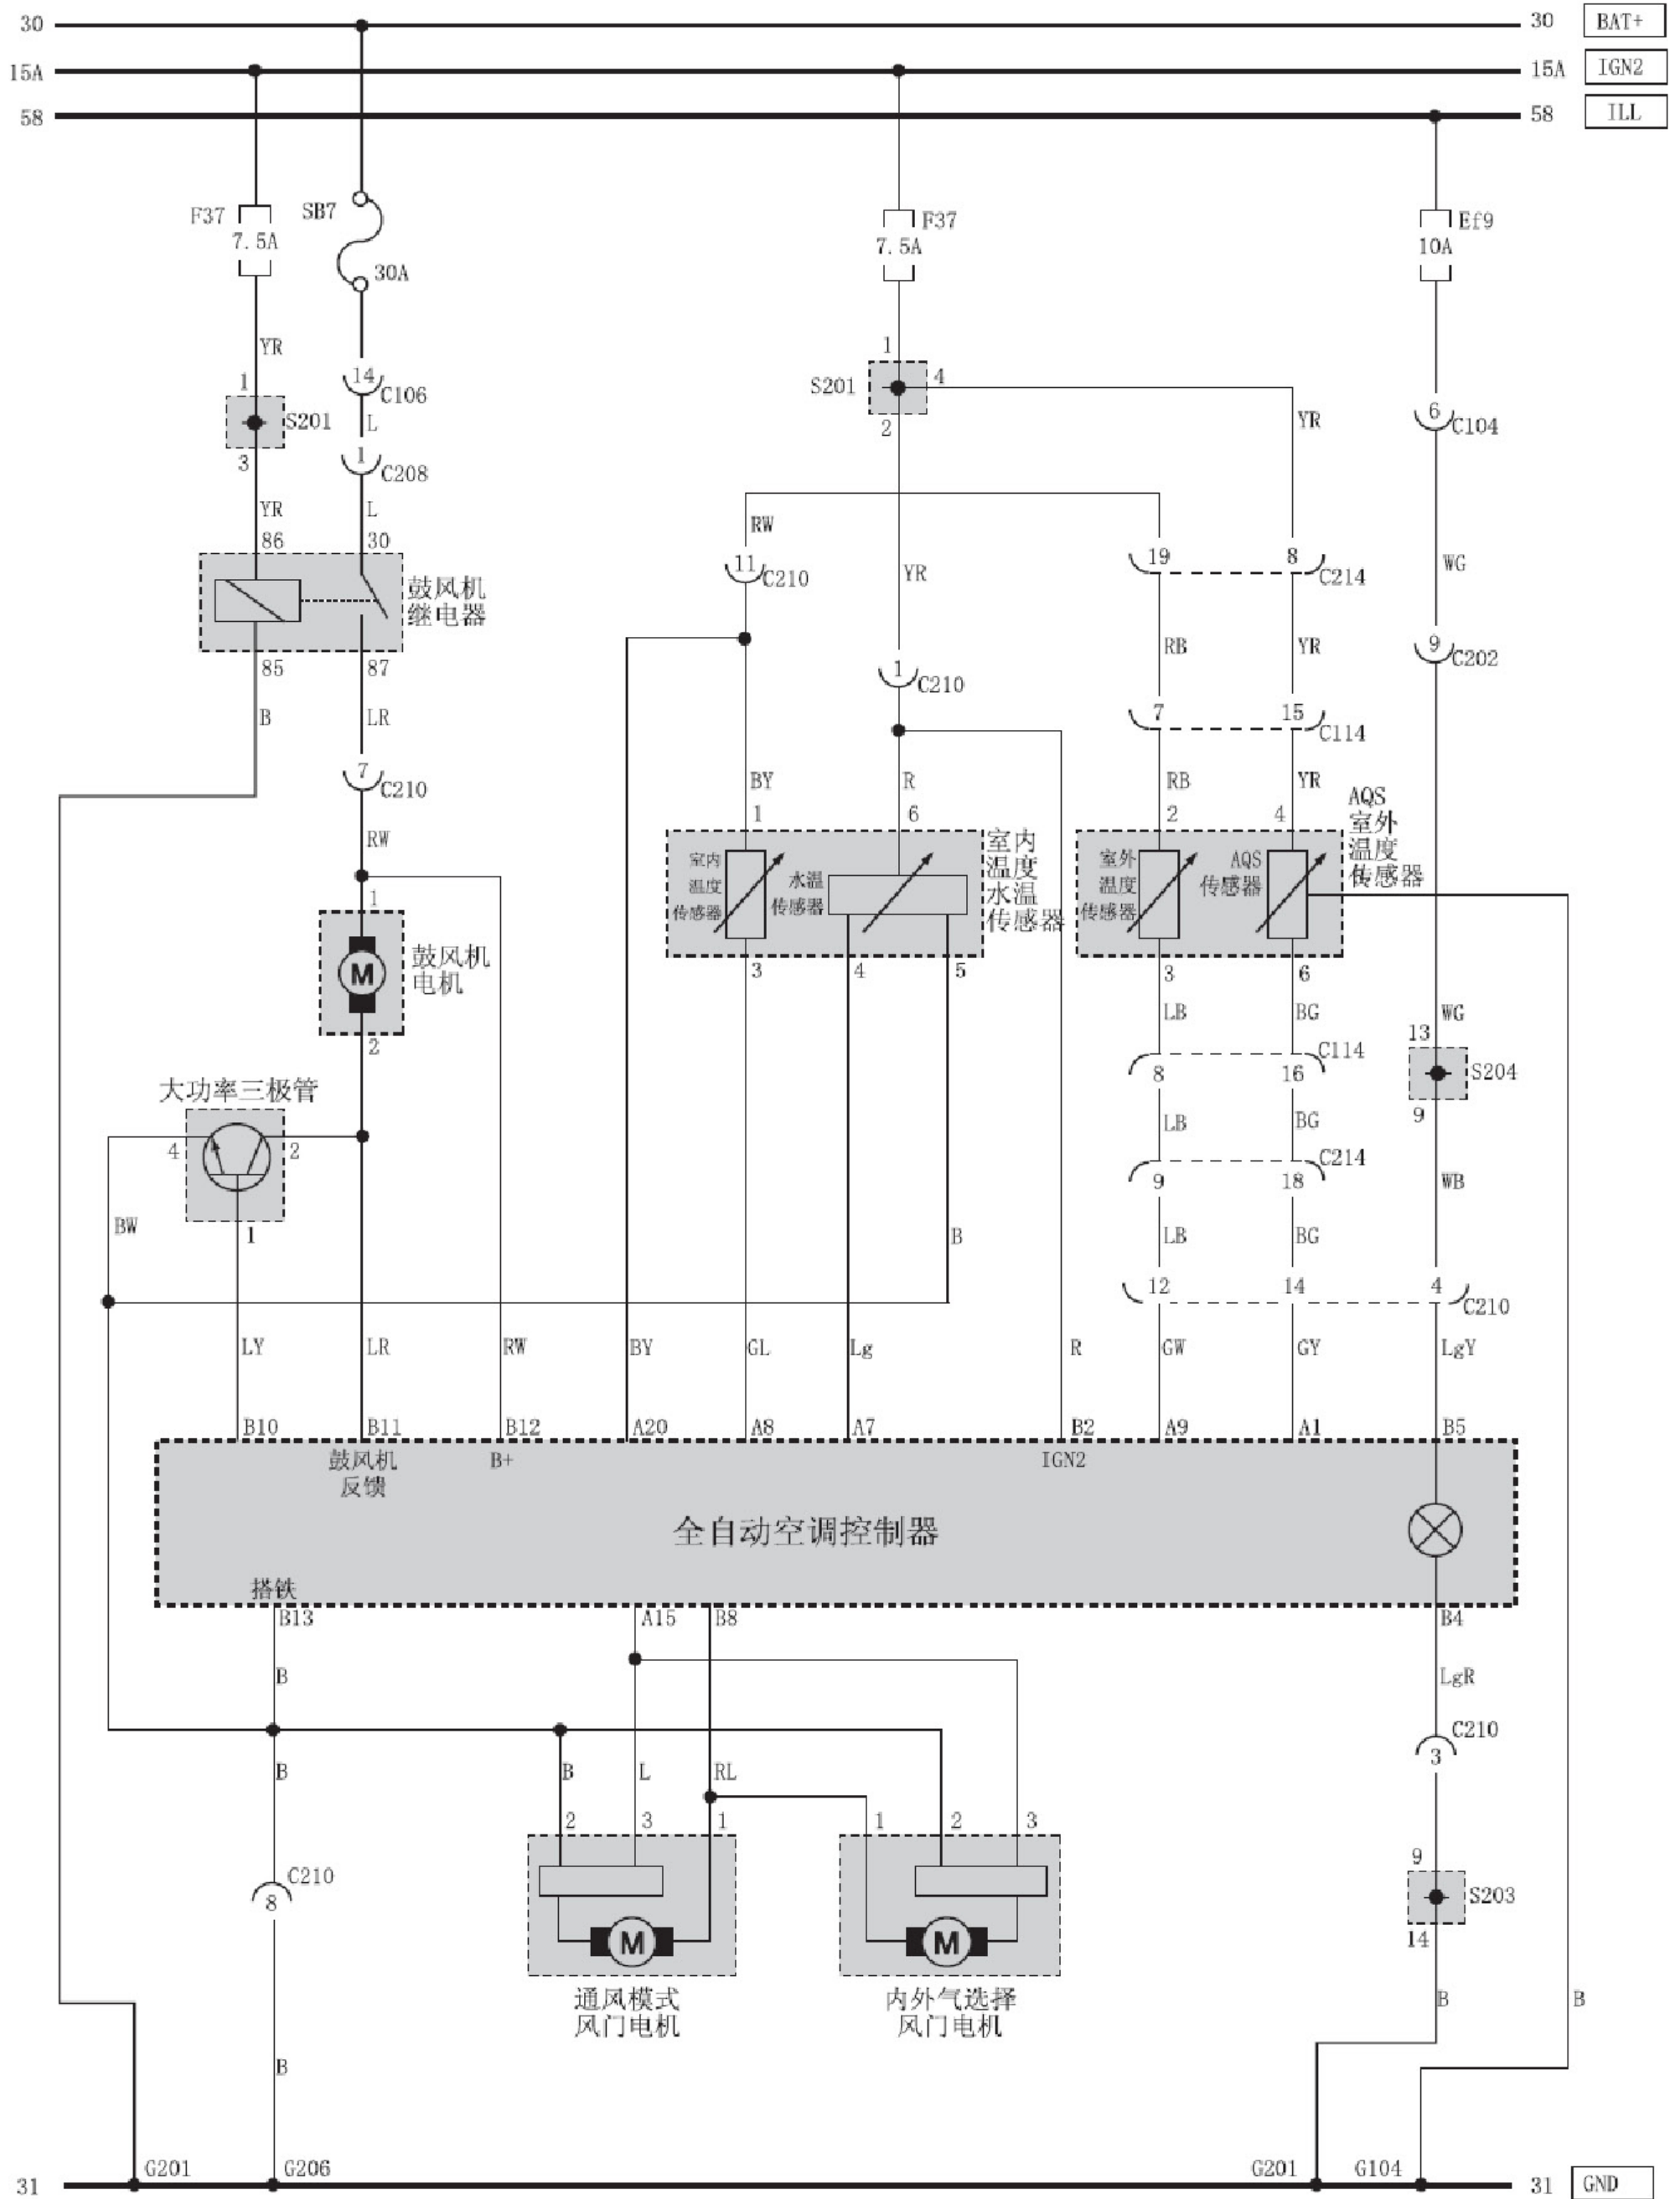 30
30
BAT+
15A
15A
IGN2
58
58
ILL
F37
7.5A
SB7
30A
F37
7.5A
Ef9
10A
YR
1
S201
3
14
C106
L
1
C208
1
S201
4
2
YR
6
C104
YR
86
L
30
RW
11
C210
YR
19
8
C214
WG
鼓风机
继电器
85
87
B
LR
1
C210
RB
YR
9
C202
7
15
C114
7
C210
RW
BY
1
R
6
RB
2
YR
4
AQS
室外
温度
传感器
室内
温度
传感器
水温
传感器
室内
温度
水温
传感器
室外
温度
传感器
AQS
传感器
1
鼓风机
电机
2
3
4
5
3
6
LB
BG
WG
13
S204
9
大功率三极管
4
2
1
C114
8
16
LB
BG
C214
9
18
WB
BW
B
LB
BG
12
14
4
C210
LY
LR
RW
BY
GL
Lg
R
GW
GY
LgY
B10
B11
B12
A20
A8
A7
B2
A9
A1
B5
鼓风机
反馈
B+
IGN2
全自动空调控制器
搭铁
B13
A15
B8
B4
B
LgR
C210
3
B
B
L
RL
2
3
1
1
2
3
C210
8
9
S203
14
通风模式
风门电机
内外气选择
风门电机
B
B
B
31
G201
G206
G201
G104
31
GND